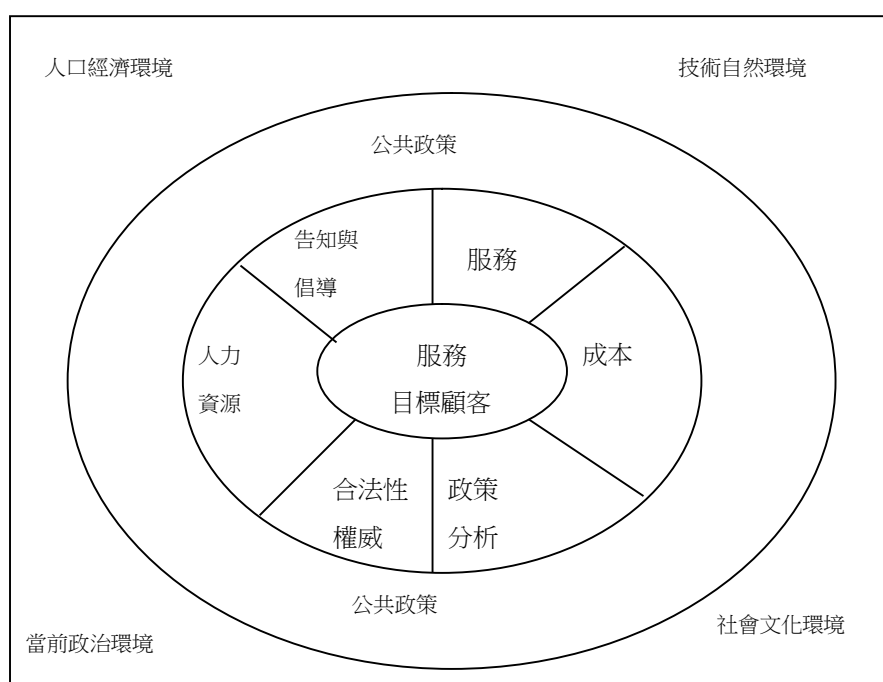 人口經濟環境
技術自然環境
公共政策
告知與
倡導
服務
人力
資源
服務
目標顧客
成本
合法性
權威
政策
分析
公共政策
當前政治環境
社會文化環境